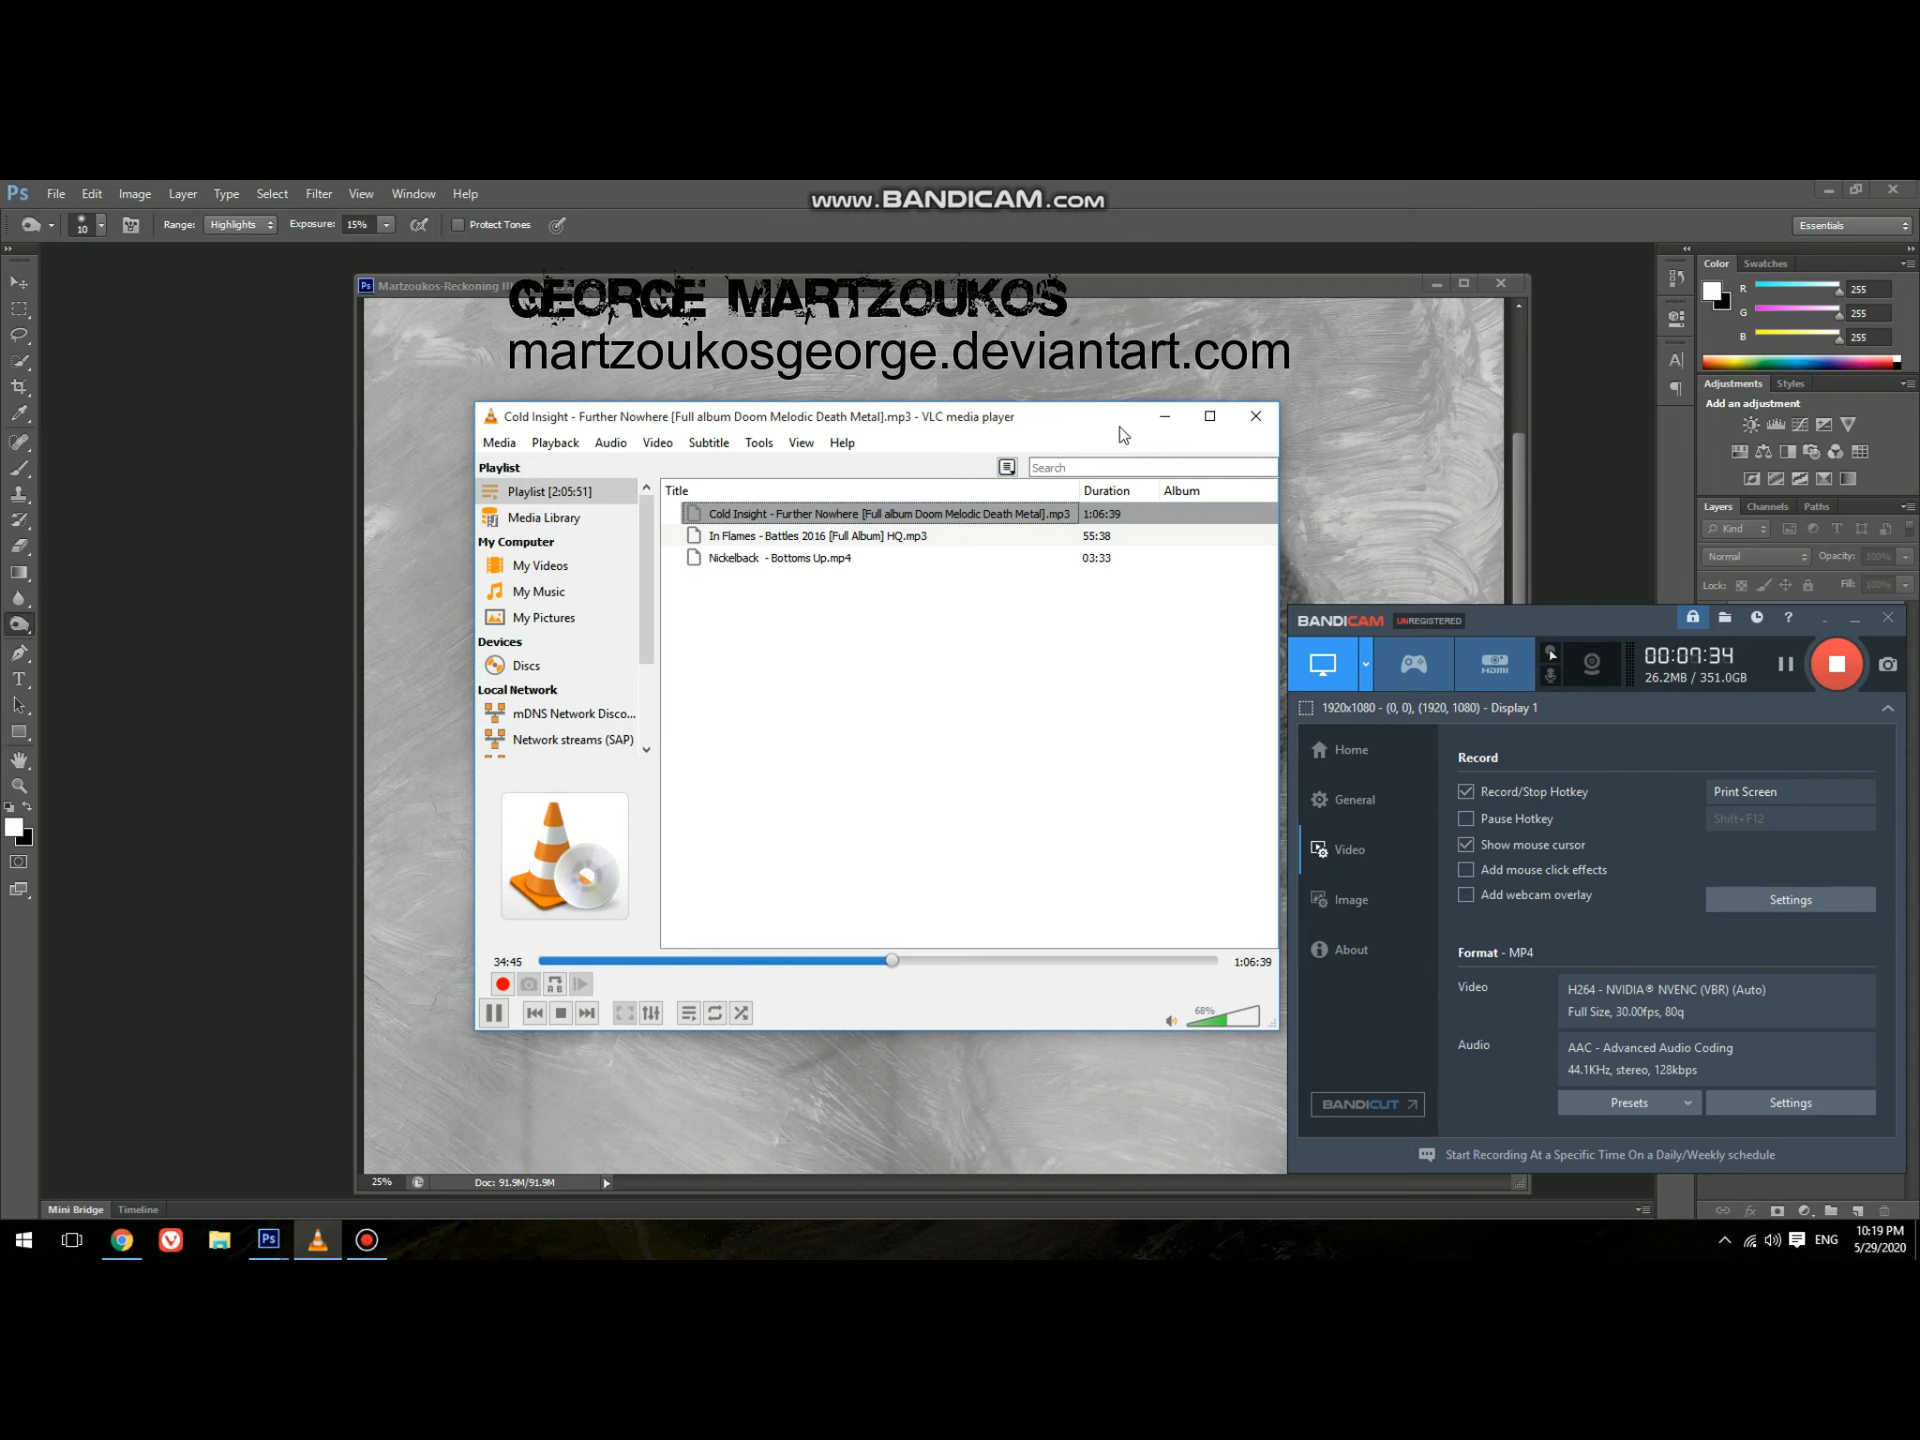 www.BANDICAM.com
Ps File Edit Image Layer Type Select Filter View Window Help
10 Range: Highlights Exposure: 15% Protect Tones Essentials
Martzoukos-Reckoning III
GEORGE MARTZOUKOS
martzoukosgeorge.deviantart.com
Color Swatches
R 255
G 255
B 255
Adjustments Styles
Add an adjustment
Layers Channels Paths
Kind
Normal Opacity: 100%
Lock: Fill: 100%
Cold Insight - Further Nowhere [Full album Doom Melodic Death Metal].mp3 - VLC media player
Media Playback Audio Video Subtitle Tools View Help
Playlist Search
Playlist [2:05:51]
Media Library
My Computer
My Videos
My Music
My Pictures
Devices
Discs
Local Network
mDNS Network Disco...
Network streams (SAP)
Title Duration Album
Cold Insight - Further Nowhere [Full album Doom Melodic Death Metal].mp3 1:06:39
In Flames - Battles 2016 [Full Album] HQ.mp3 55:38
Nickelback - Bottoms Up.mp4 03:33
34:45 1:06:39
68%
BANDICAM UNREGISTERED
HDMI
00:07:34
26.2MB / 351.0GB
1920x1080 - (0, 0), (1920, 1080) - Display 1
Home
General
Video
Image
About
BANDICUT
Record
Record/Stop Hotkey Print Screen
Pause Hotkey Shift+F12
Show mouse cursor
Add mouse click effects
Add webcam overlay Settings
Format - MP4
Video H264 - NVIDIA® NVENC (VBR) (Auto)
Full Size, 30.00fps, 80q
Audio AAC - Advanced Audio Coding
44.1KHz, stereo, 128kbps
Presets Settings
Start Recording At a Specific Time On a Daily/Weekly schedule
25% Doc: 91.9M/91.9M
Mini Bridge Timeline
Ps
ENG
10:19 PM
5/29/2020